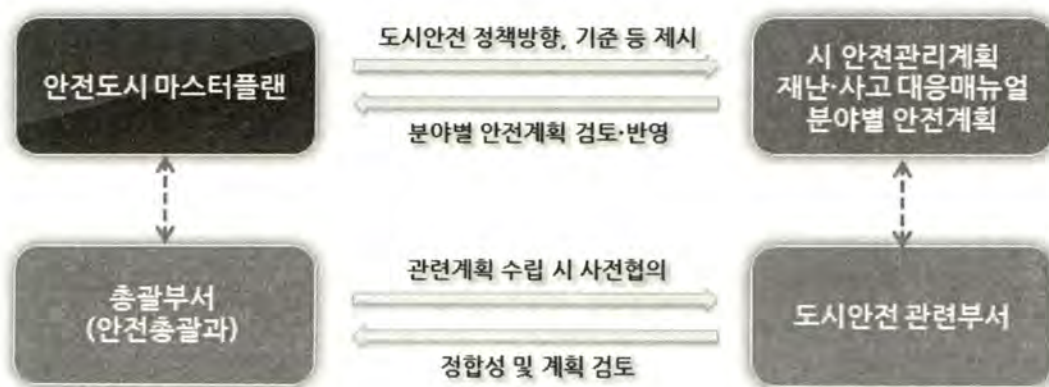 안전도시 마스터플랜
도시안전 정책방향, 기준 등 제시
분야별 안전계획 검토·반영
시 안전관리계획
재난·사고 대응매뉴얼
분야별 안전계획
총괄부서
(안전총괄과)
관련계획 수립 시 사전협의
정합성 및 계획 검토
도시안전 관련부서